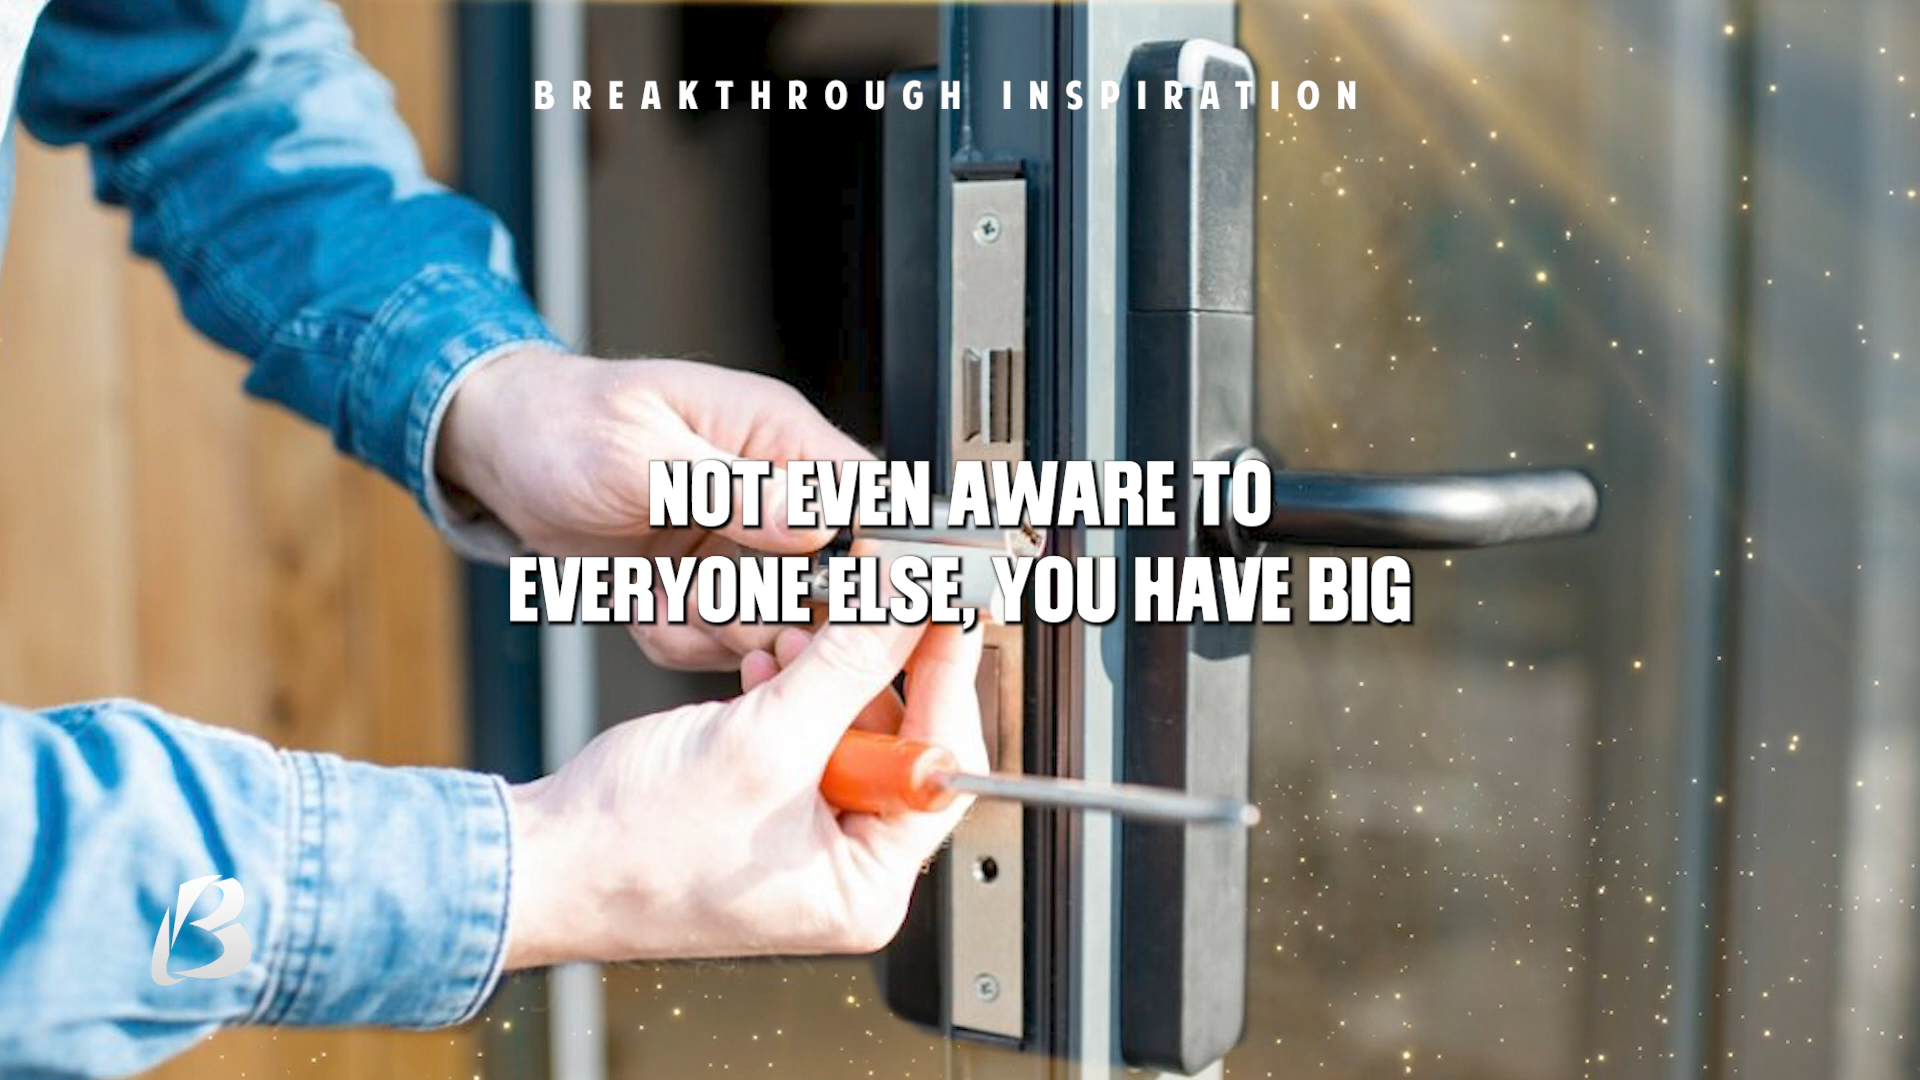 BREAKTHROUGH INSPIRATION
NOT EVEN AWARE TO
EVERYONE ELSE, YOU HAVE BIG
B